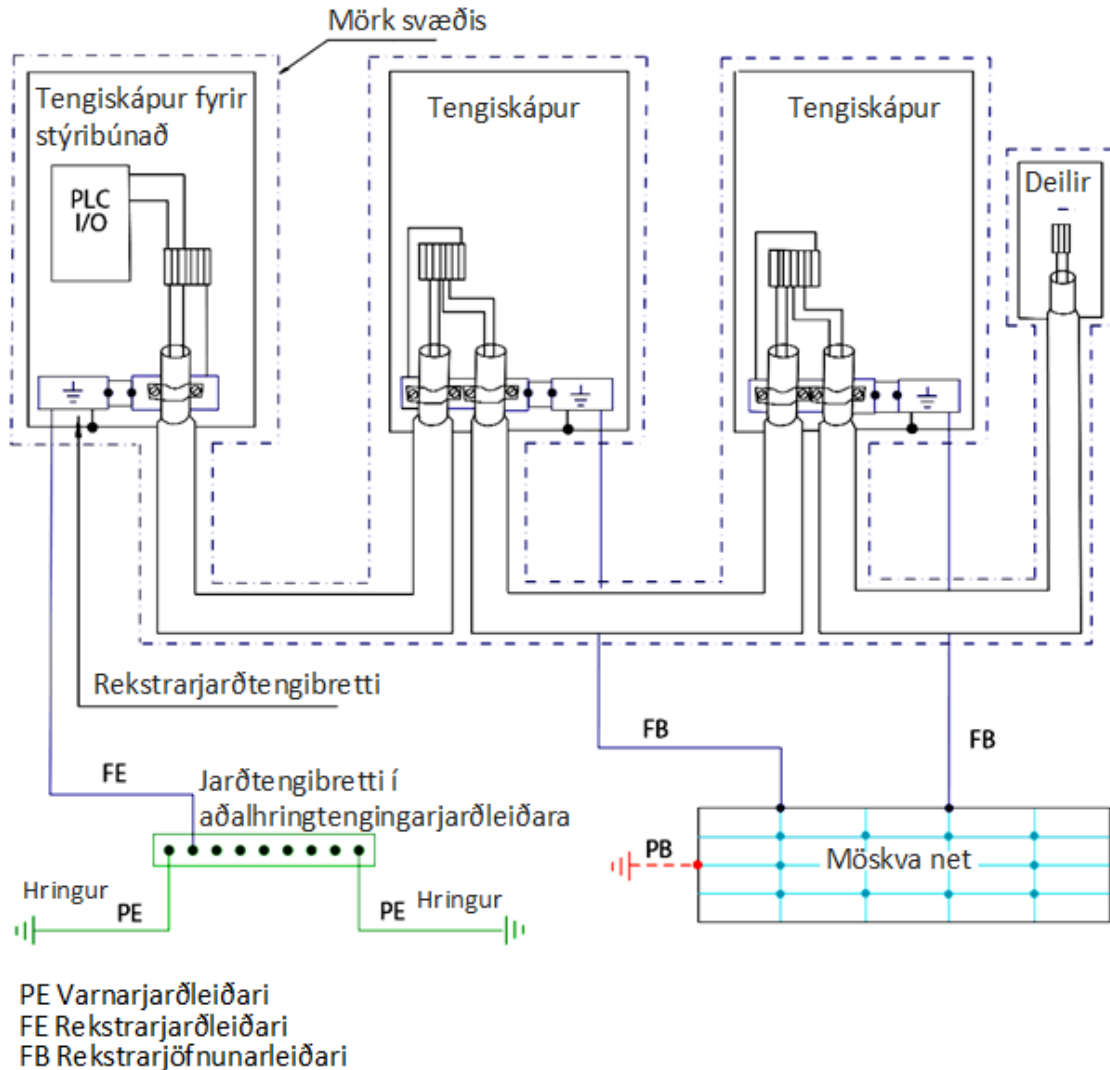 Mörk svæðis
Tengiskápur fyrir
stýribúnað
PLC
I/O
Tengiskápur
Tengiskápur
Deilir
Rekstrarjarðtengibretti
FE
Jarðtengibretti í
aðalhringtengingarjarðleiðara
Hringur
PE
PE
Hringur
FB
FB
PB
Möskva net
PE Varnarjarðleiðari
FE Rekstrarjarðleiðari
FB Rekstrarjöfnunarleiðari